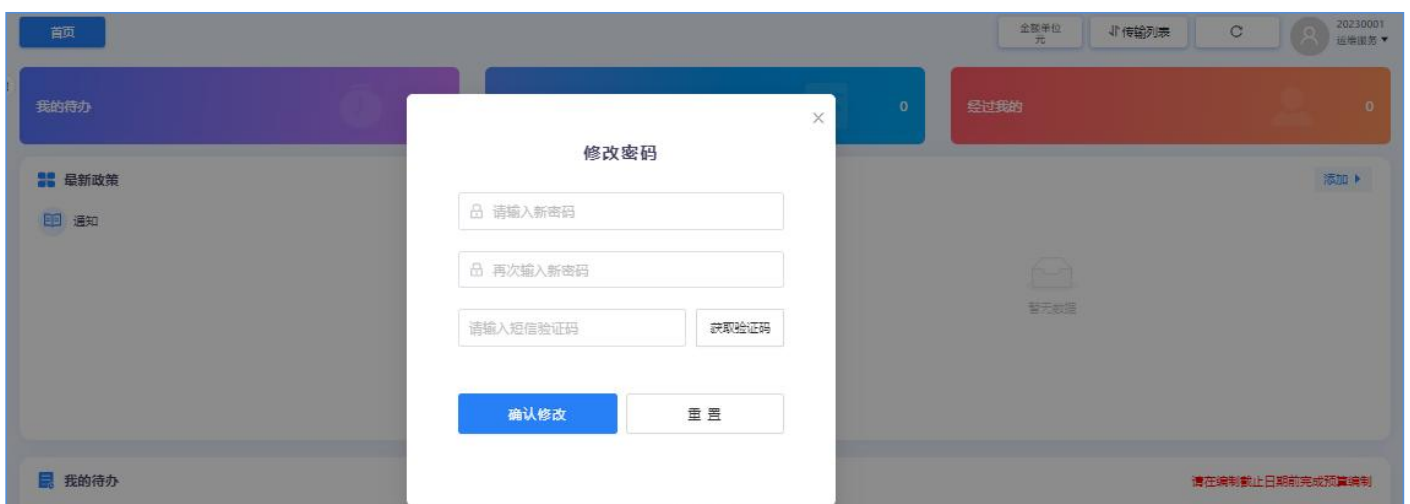 首页
金额单位
元
传输列表
20230001
运维服务
我的待办
0
经过我的
0
修改密码
最新政策
添加
请输入新密码
通知
再次输入新密码
暂无数据
请输入短信验证码
获取验证码
确认修改
重置
我的待办
请在编制截止日期前完成预算编制